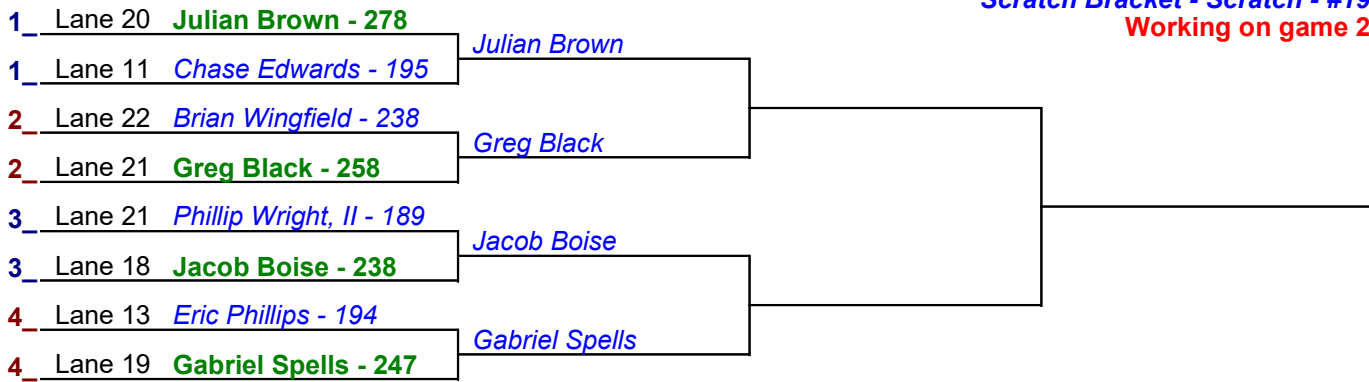 Scratch Bracket - Scratch - #19
Working on game 2
1_ Lane 20 Julian Brown - 278
Julian Brown
1_ Lane 11 Chase Edwards - 195
2_ Lane 22 Brian Wingfield - 238
Greg Black
2_ Lane 21 Greg Black - 258
3_ Lane 21 Phillip Wright, II - 189
Jacob Boise
3_ Lane 18 Jacob Boise - 238
4_ Lane 13 Eric Phillips - 194
Gabriel Spells
4_ Lane 19 Gabriel Spells - 247